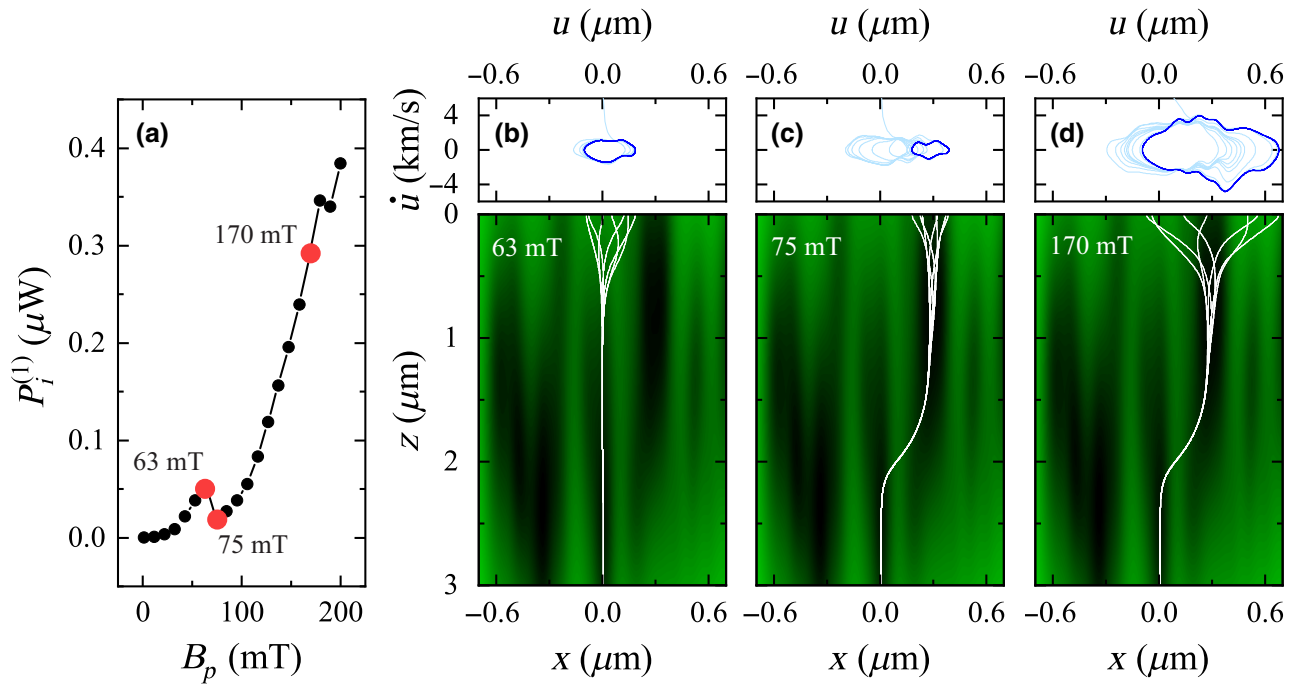 u (μm) u (μm) u (μm)
−0.6 0.0 0.6 −0.6 0.0 0.6 −0.6 0.0 0.6
(a) (b) (c) (d)
4
0
−4
u̇ (km/s)
0.4
0.3
0.2
0.1
0.0
P_i^{(1)} (μW)
170 mT
63 mT
75 mT
0 100 200
B_p (mT)
0
1
2
3
z (μm)
63 mT 75 mT 170 mT
−0.6 0.0 0.6 −0.6 0.0 0.6 −0.6 0.0 0.6
x (μm) x (μm) x (μm)